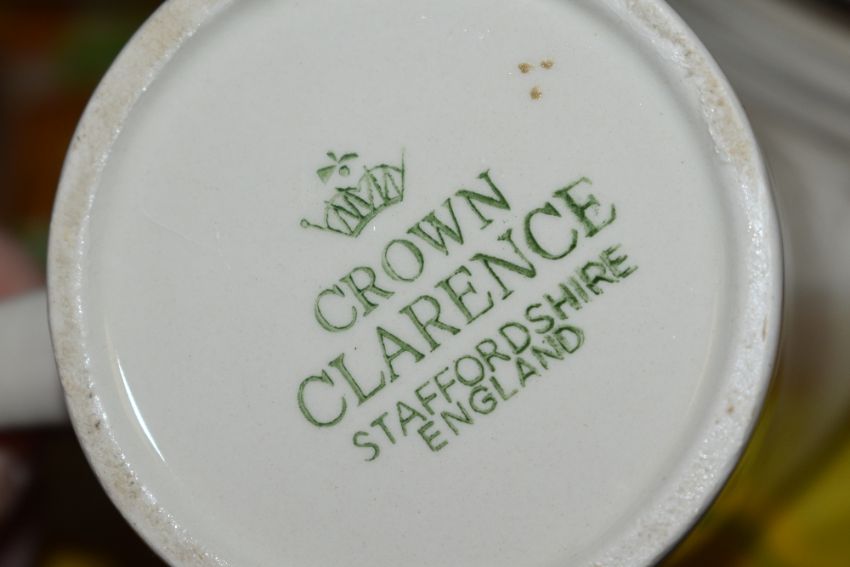 CROWN
CLARENCE
STAFFORDSHIRE
ENGLAND